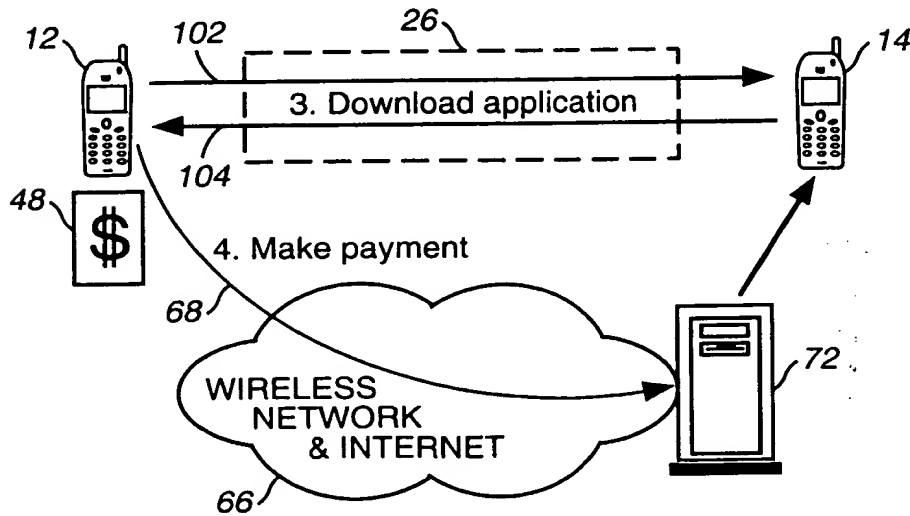 12
102
26
14
3. Download application
104
48
$
4. Make payment
68
72
WIRELESS
NETWORK
& INTERNET
66